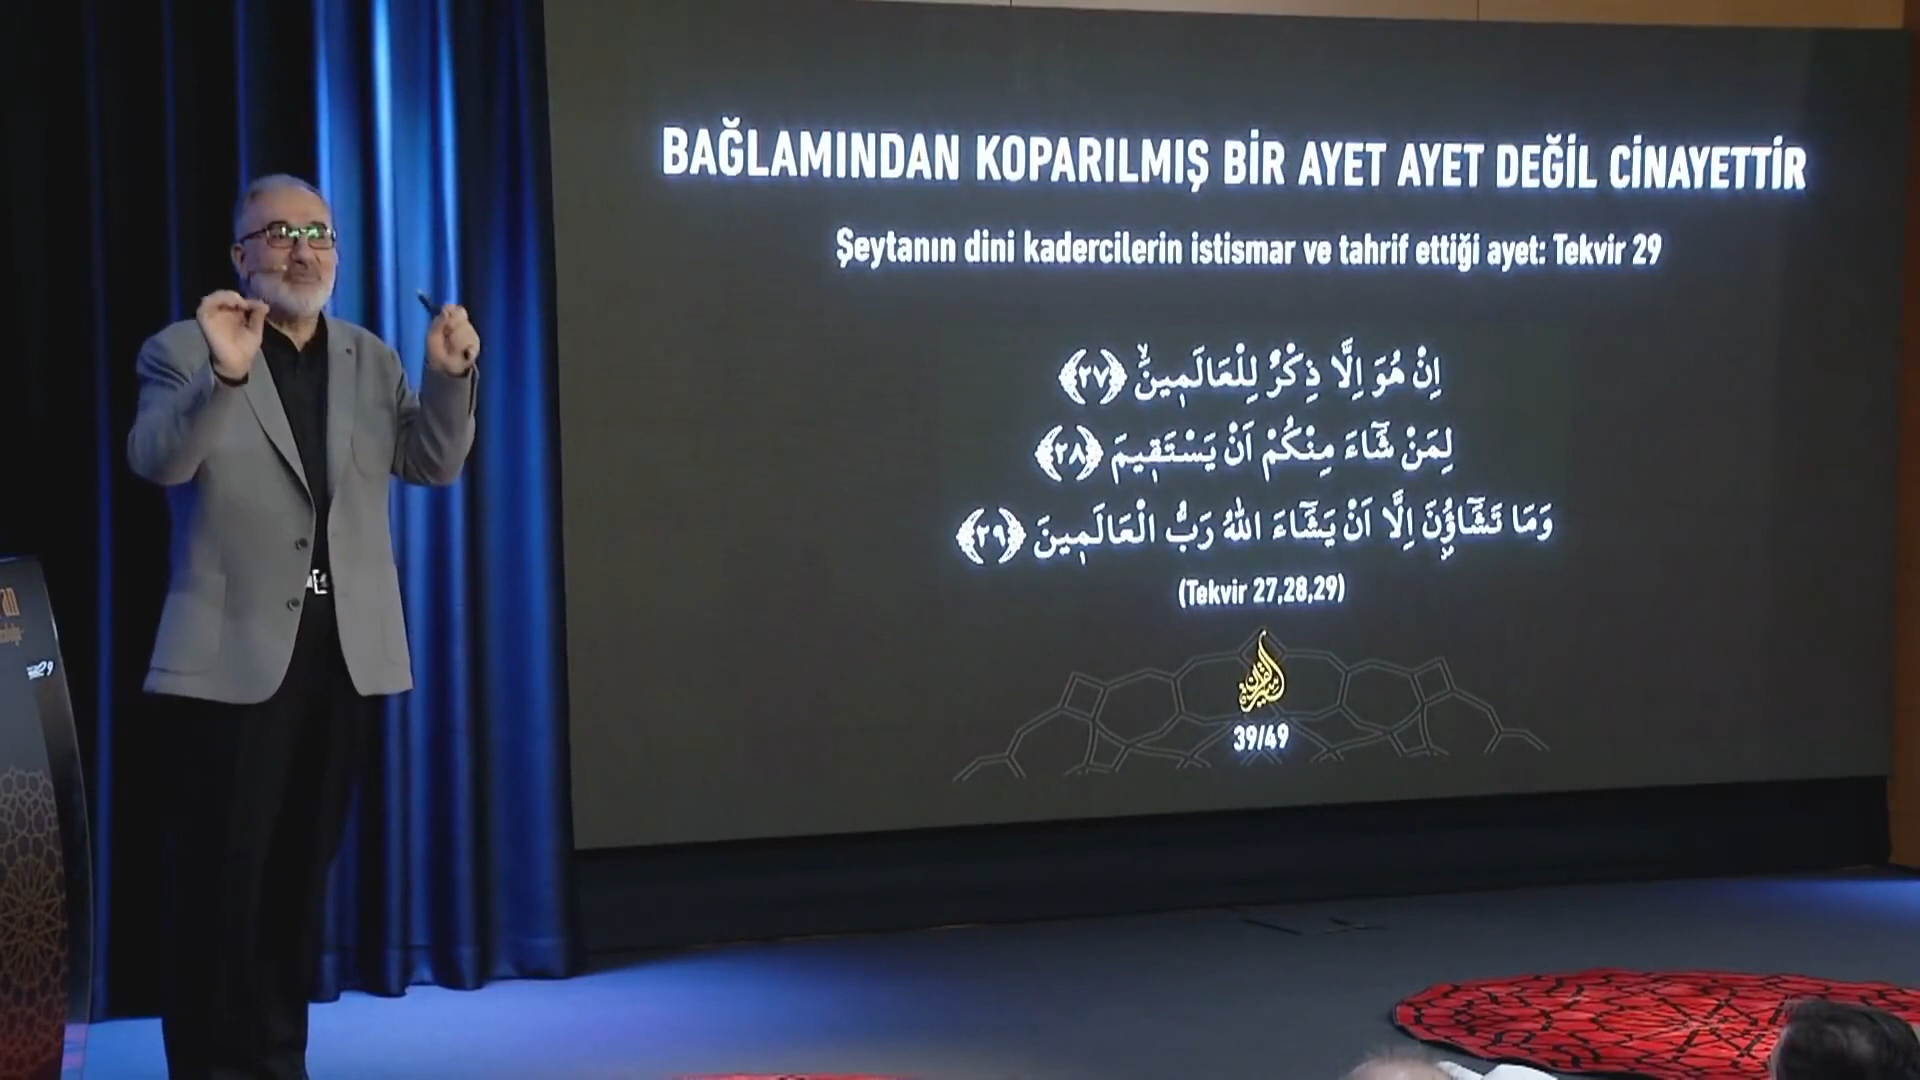 BAĞLAMINDAN KOPARILMIŞ BİR AYET AYET DEĞİL CİNAYETTİR
Şeytanın dini kadercilerin istismar ve tahrif ettiği ayet: Tekvir 29
اِنْ هُوَ اِلَّا ذِكْرٌ لِلْعَالَم۪ينَۙ ﴿٢٧﴾
لِمَنْ شَٓاءَ مِنْكُمْ اَنْ يَسْتَق۪يمَ ﴿٢٨﴾
وَمَا تَشَٓاؤُ۫نَ اِلَّٓا اَنْ يَشَٓاءَ اللّٰهُ رَبُّ الْعَالَم۪ينَ ﴿٢٩﴾
(Tekvir 27,28,29)
39/49